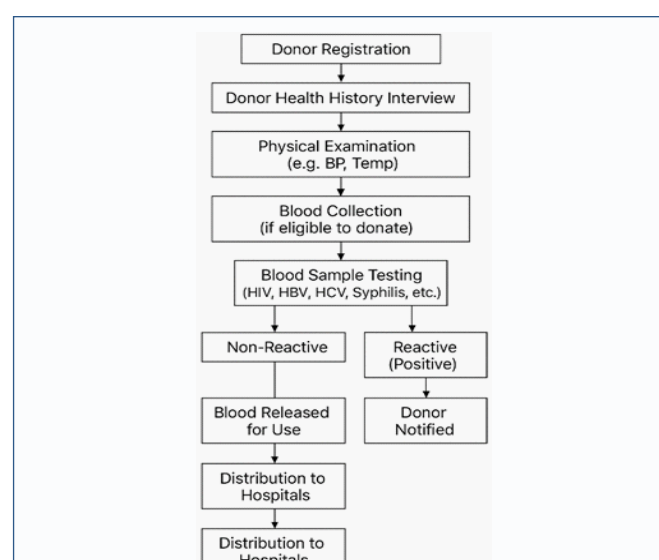 Donor Registration
Donor Health History Interview
Physical Examination
(e.g. BP, Temp)
Blood Collection
(if eligible to donate)
Blood Sample Testing
(HIV, HBV, HCV, Syphilis, etc.)
Non-Reactive
Reactive
(Positive)
Blood Released
for Use
Donor
Notified
Distribution to
Hospitals
Distribution to
Hospitals